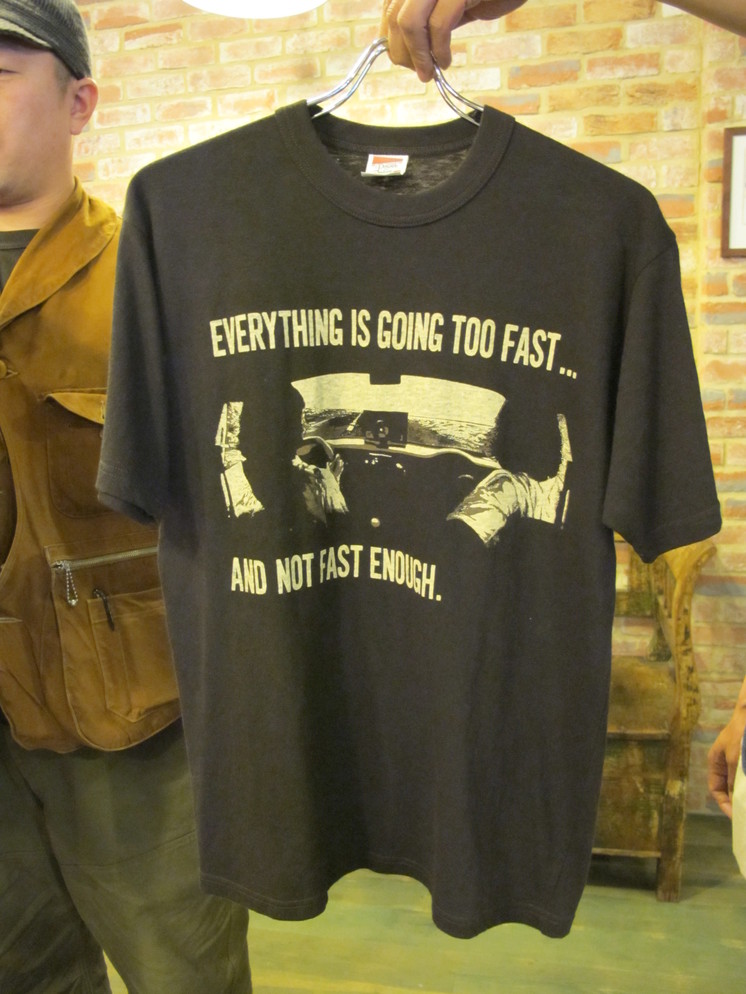 EVERYTHING IS GOING TOO FAST...
AND NOT FAST ENOUGH.